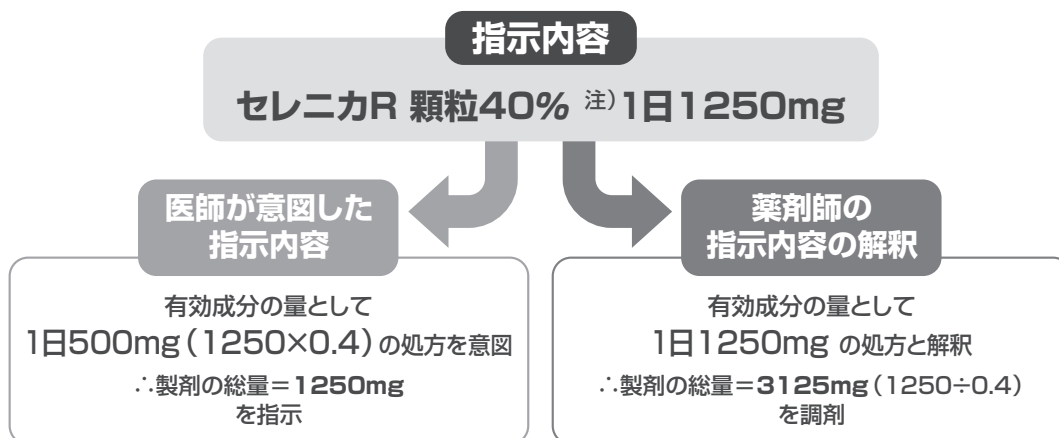 指示内容
セレニカR 顆粒40% 注)1日1250mg
医師が意図した
指示内容
有効成分の量として
1日500mg(1250×0.4)の処方を意図
∴製剤の総量=1250mg
を指示
薬剤師の
指示内容の解釈
有効成分の量として
1日1250mg の処方と解釈
∴製剤の総量=3125mg(1250÷0.4)
を調剤